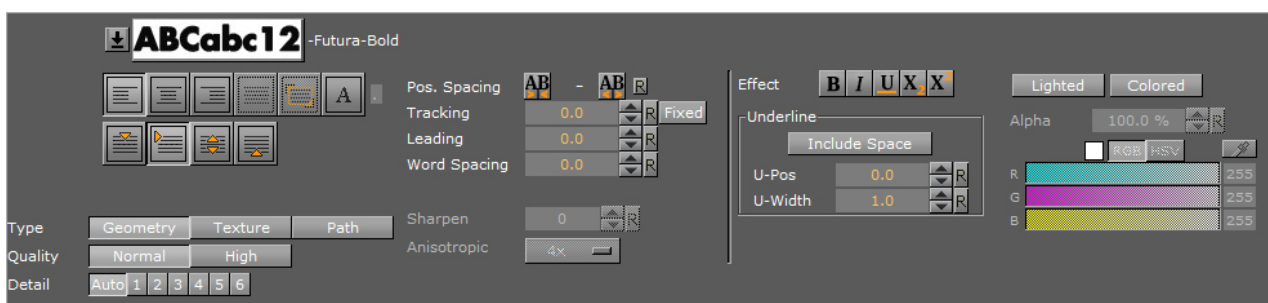 ABCabc12 -Futura-Bold
A
Pos. Spacing AB - AB R
Tracking 0.0 R Fixed
Leading 0.0 R
Word Spacing 0.0 R
Sharpen 0 R
Anisotropic 4x
Type Geometry Texture Path
Quality Normal High
Detail Auto 1 2 3 4 5 6
Effect B I U X2 X2
Underline
Include Space
U-Pos 0.0 R
U-Width 1.0 R
Lighted Colored
Alpha 100.0 % R
RGB HSV
R 255
G 255
B 255